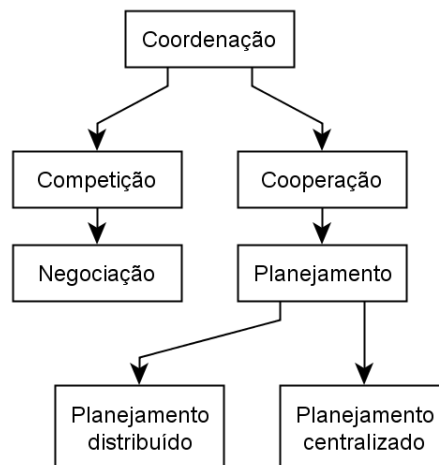 Coordenação
Competição
Cooperação
Negociação
Planejamento
Planejamento
distribuído
Planejamento
centralizado